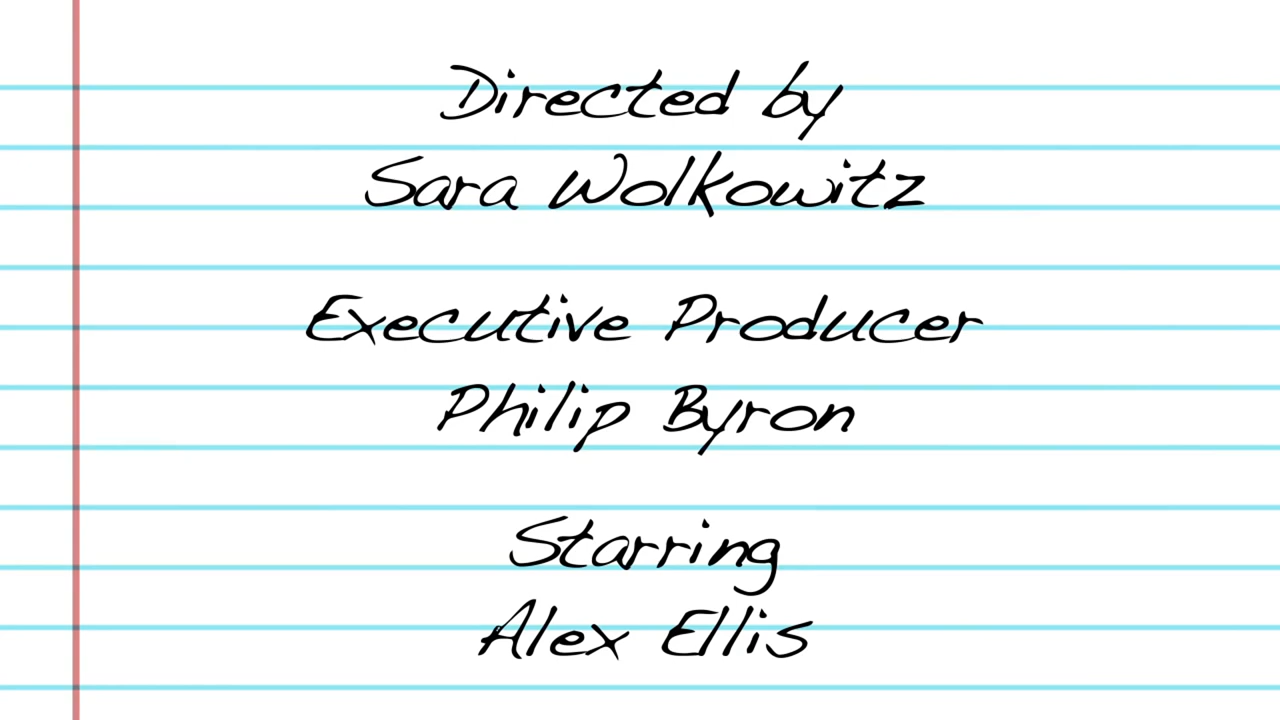 Directed by
Sara Wolkowitz
Executive Producer
Philip Byron
Starring
Alex Ellis